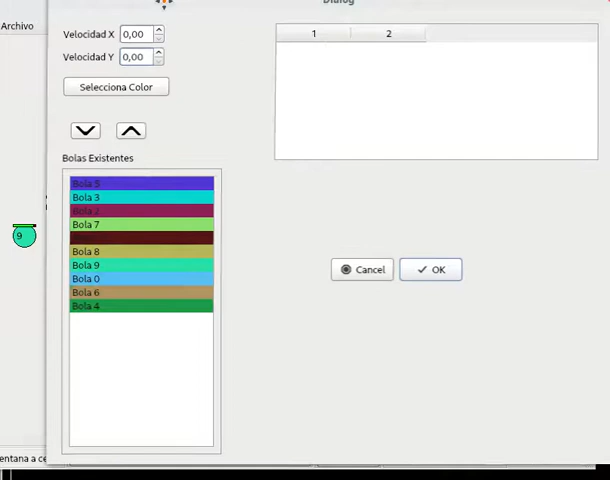 Dialog
Archivo
Velocidad X 0,00
Velocidad Y 0,00
1 2
Selecciona Color
Bolas Existentes
Bola 5
Bola 3
Bola 2
Bola 7
Bola 8
Bola 9
Bola 0
Bola 6
Bola 4
9
Cancel OK
entana a ce